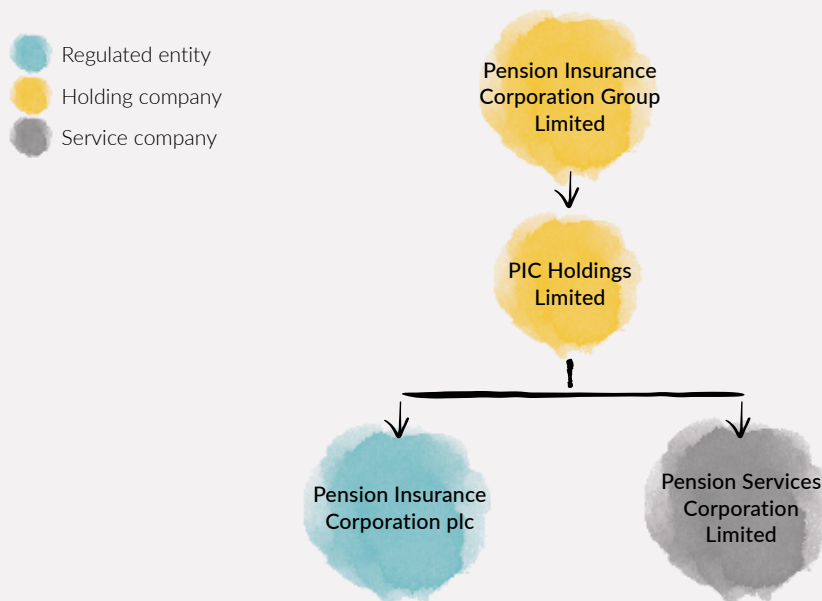 Regulated entity
Holding company
Service company
Pension Insurance
Corporation Group
Limited
PIC Holdings
Limited
Pension Insurance
Corporation plc
Pension Services
Corporation
Limited